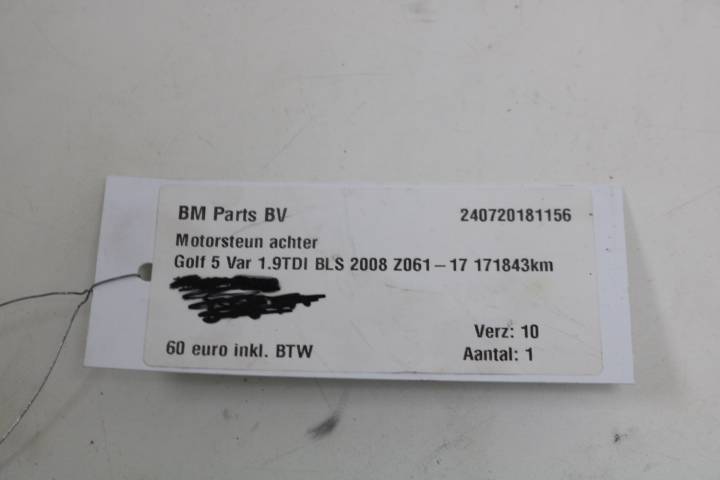 BM Parts BV 240720181156
Motorsteun achter
Golf 5 Var 1.9TDI BLS 2008 Z061-17 171843km
Verz: 10
60 euro inkl. BTW Aantal: 1